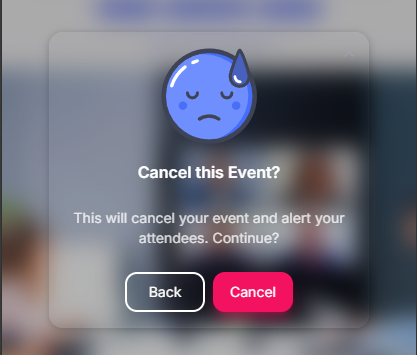 Cancel this Event?
This will cancel your event and alert your
attendees. Continue?
Back
Cancel